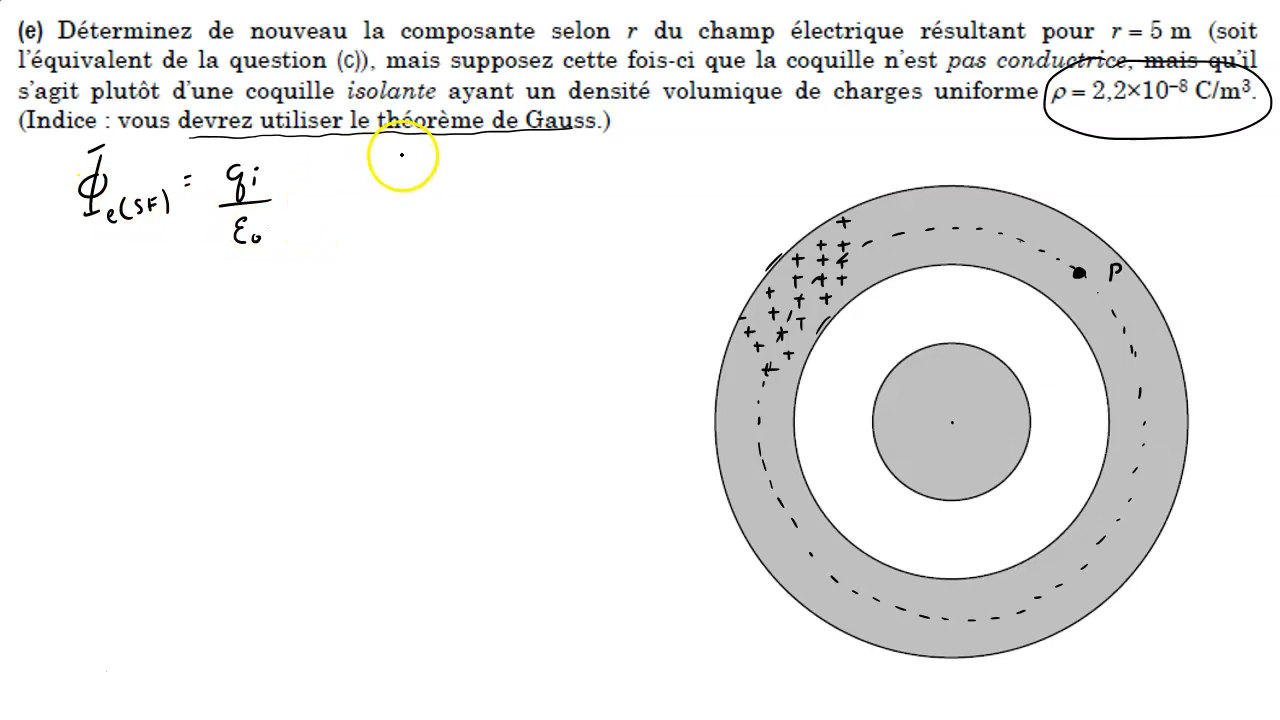 (e) Déterminez de nouveau la composante selon r du champ électrique résultant pour r = 5 m (soit
l'équivalent de la question (c)), mais supposez cette fois-ci que la coquille n'est pas conductrice, mais qu'il
s'agit plutôt d'une coquille isolante ayant un densité volumique de charges uniforme ρ = 2,2×10⁻⁸ C/m³.
(Indice : vous devrez utiliser le théorème de Gauss.)
Φe(SF) = qi
ε0
P